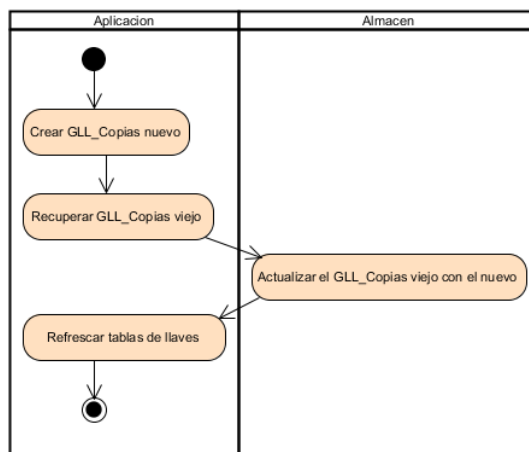 Aplicacion
Almacen
Crear GLL_Copias nuevo
Recuperar GLL_Copias viejo
Actualizar el GLL_Copias viejo con el nuevo
Refrescar tablas de llaves